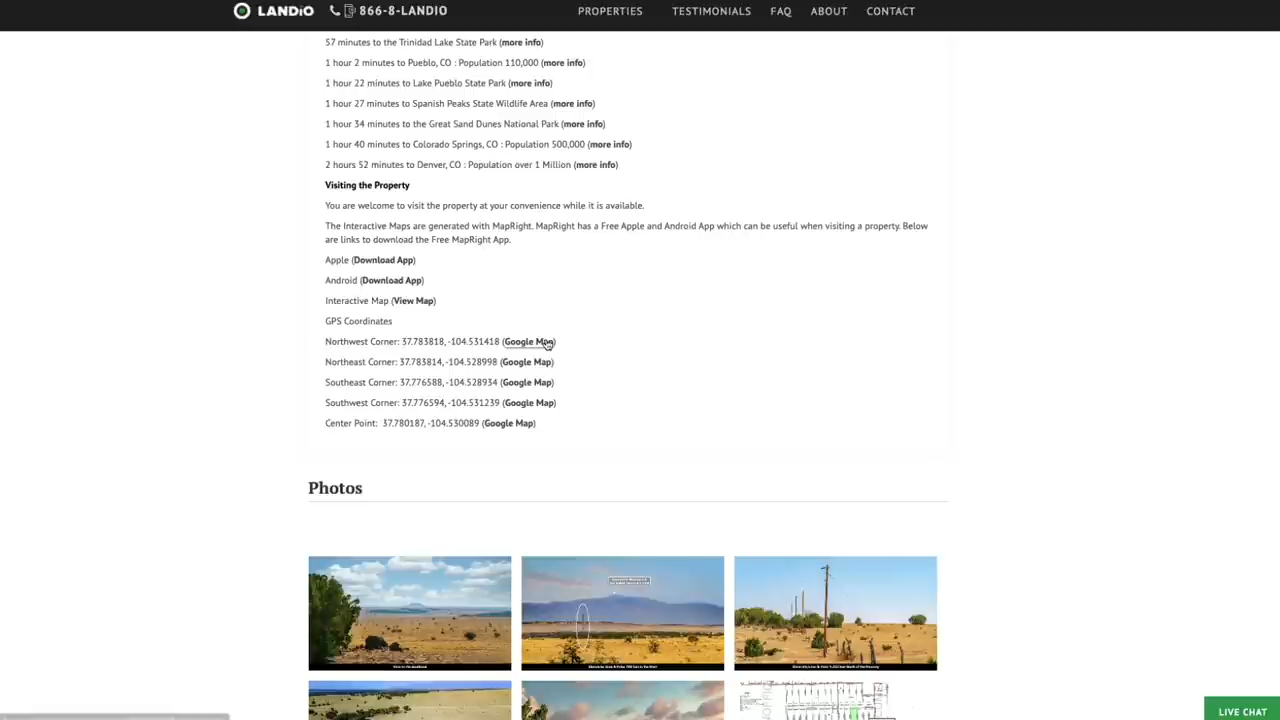 LANDiO 866-8-LANDIO PROPERTIES TESTIMONIALS FAQ ABOUT CONTACT
57 minutes to the Trinidad Lake State Park (more info)
1 hour 2 minutes to Pueblo, CO : Population 110,000 (more info)
1 hour 22 minutes to Lake Pueblo State Park (more info)
1 hour 27 minutes to Spanish Peaks State Wildlife Area (more info)
1 hour 34 minutes to the Great Sand Dunes National Park (more info)
1 hour 40 minutes to Colorado Springs, CO : Population 500,000 (more info)
2 hours 52 minutes to Denver, CO : Population over 1 Million (more info)
Visiting the Property
You are welcome to visit the property at your convenience while it is available.
The Interactive Maps are generated with MapRight. MapRight has a Free Apple and Android App which can be useful when visiting a property. Below
are links to download the Free MapRight App.
Apple (Download App)
Android (Download App)
Interactive Map (View Map)
GPS Coordinates
Northwest Corner: 37.783818, -104.531418 (Google Map)
Northeast Corner: 37.783814, -104.528998 (Google Map)
Southeast Corner: 37.776588, -104.528934 (Google Map)
Southwest Corner: 37.776594, -104.531239 (Google Map)
Center Point: 37.780187, -104.530089 (Google Map)
Photos
LIVE CHAT